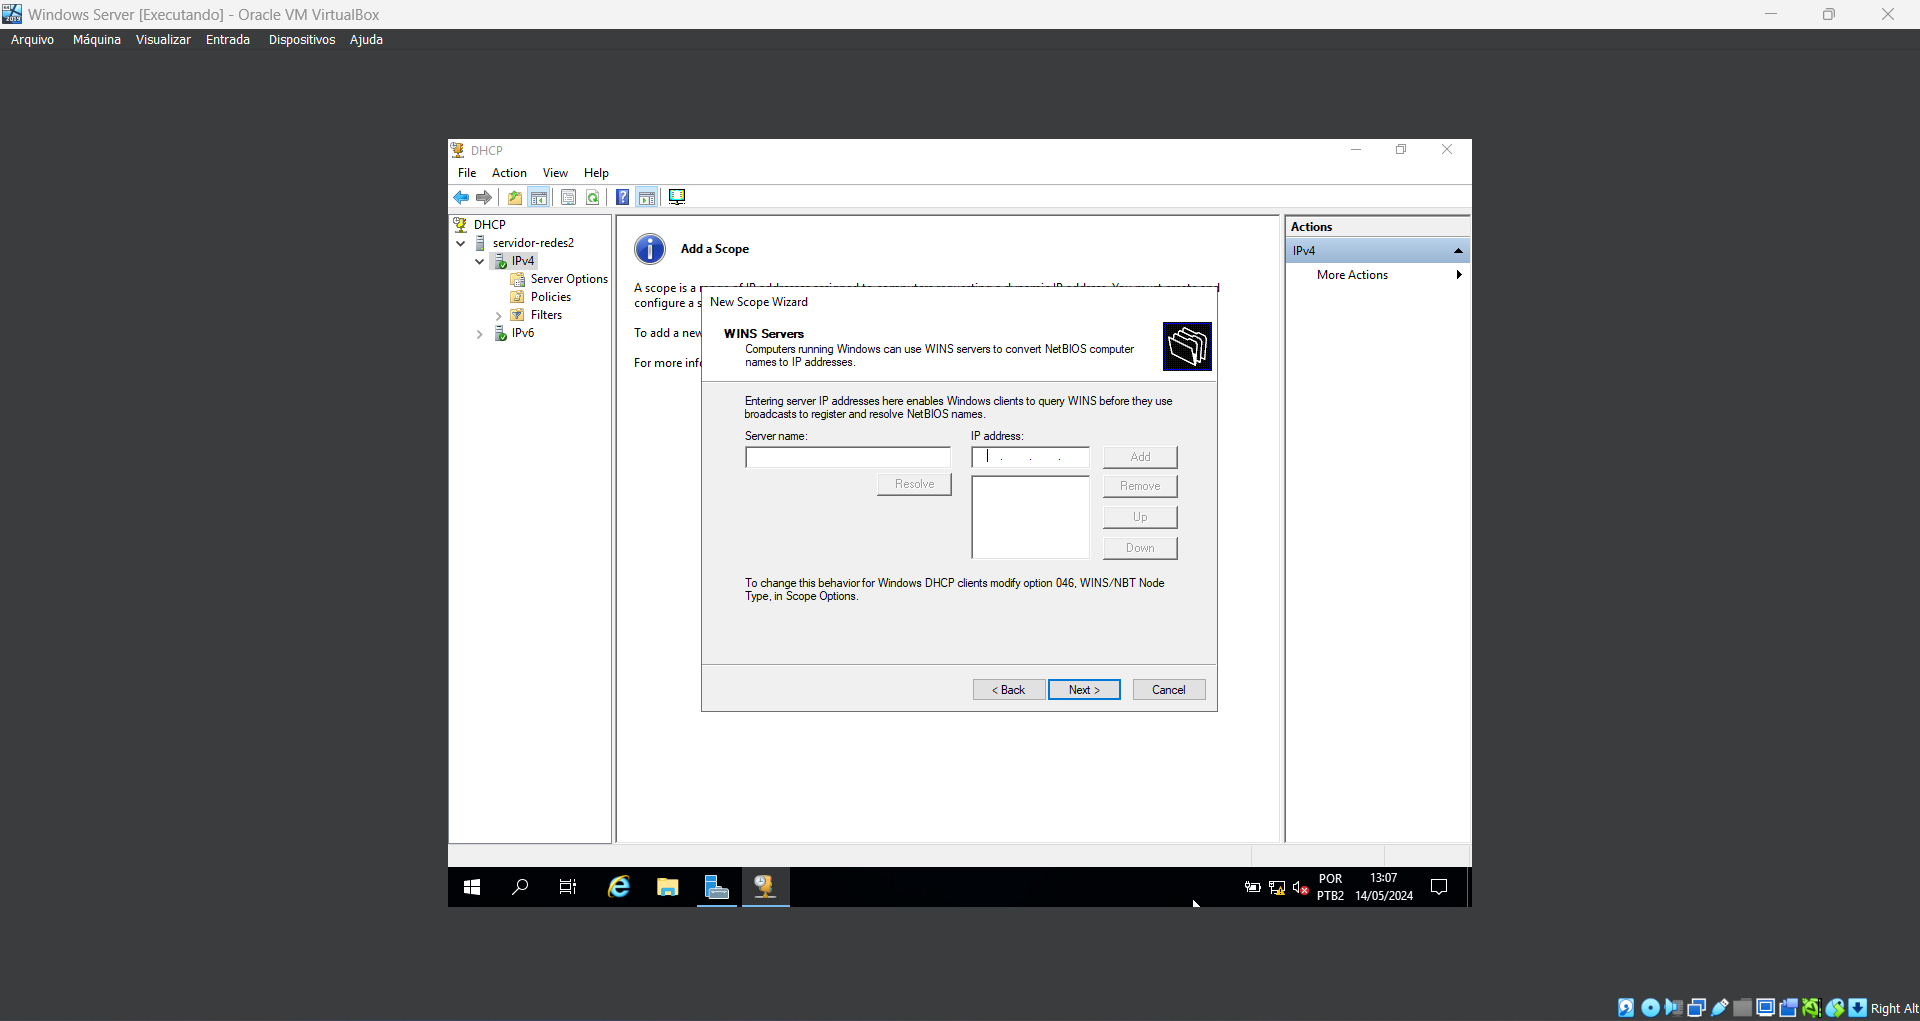 Windows Server [Executando] - Oracle VM VirtualBox
Arquivo Máquina Visualizar Entrada Dispositivos Ajuda
DHCP
File Action View Help
DHCP
servidor-redes2
IPv4
Server Options
Policies
Filters
IPv6
Add a Scope
A scope is a
configure a s
To add a new
For more info
New Scope Wizard
WINS Servers
Computers running Windows can use WINS servers to convert NetBIOS computer
names to IP addresses.
Entering server IP addresses here enables Windows clients to query WINS before they use
broadcasts to register and resolve NetBIOS names.
Server name:
IP address:
. . .
Add
Resolve
Remove
Up
Down
To change this behavior for Windows DHCP clients modify option 046, WINS/NBT Node
Type, in Scope Options.
< Back Next > Cancel
Actions
IPv4
More Actions
POR
PTB2
13:07
14/05/2024
Right Alt